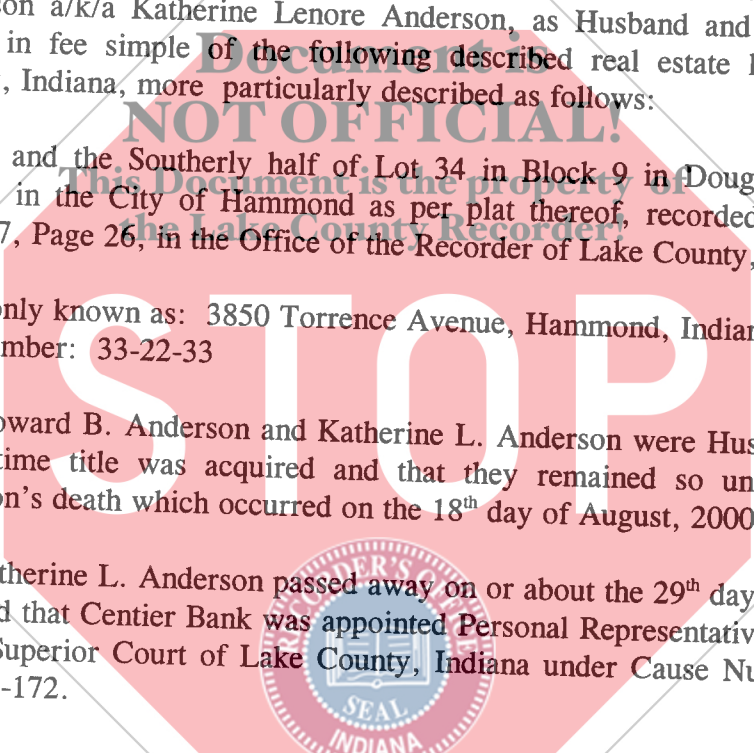 son a/k/a Katherine Lenore Anderson, as Husband and
in fee simple of the following described real estate
, Indiana, more particularly described as follows:
and the Southerly half of Lot 34 in Block 9 in Doug
in the City of Hammond as per plat thereof, recorded
7, Page 26, in the Office of the Recorder of Lake County,
only known as: 3850 Torrence Avenue, Hammond, Indian
mber: 33-22-33
oward B. Anderson and Katherine L. Anderson were Hus
time title was acquired and that they remained so un
on's death which occurred on the 18th day of August, 2000
therine L. Anderson passed away on or about the 29th day
d that Centier Bank was appointed Personal Representativ
Superior Court of Lake County, Indiana under Cause Nu
-172.
Document is
NOT OFFICIAL!
This Document is the property of
the Lake County Recorder!
STOP
RECORDER'S OFFICE
SEAL
INDIANA